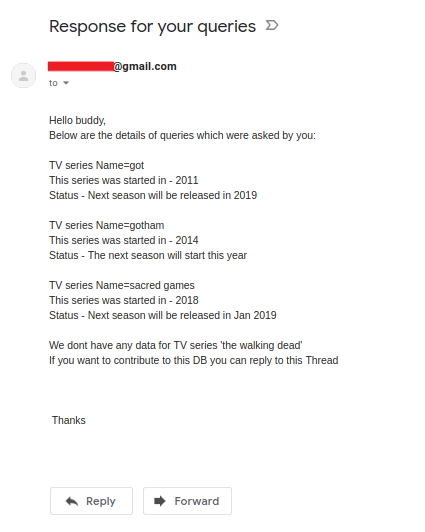 Response for your queries
@gmail.com
to
Hello buddy,
Below are the details of queries which were asked by you:
TV series Name=got
This series was started in - 2011
Status - Next season will be released in 2019
TV series Name=gotham
This series was started in - 2014
Status - The next season will start this year
TV series Name=sacred games
This series was started in - 2018
Status - Next season will be released in Jan 2019
We dont have any data for TV series 'the walking dead'
If you want to contribute to this DB you can reply to this Thread
Thanks
Reply
Forward